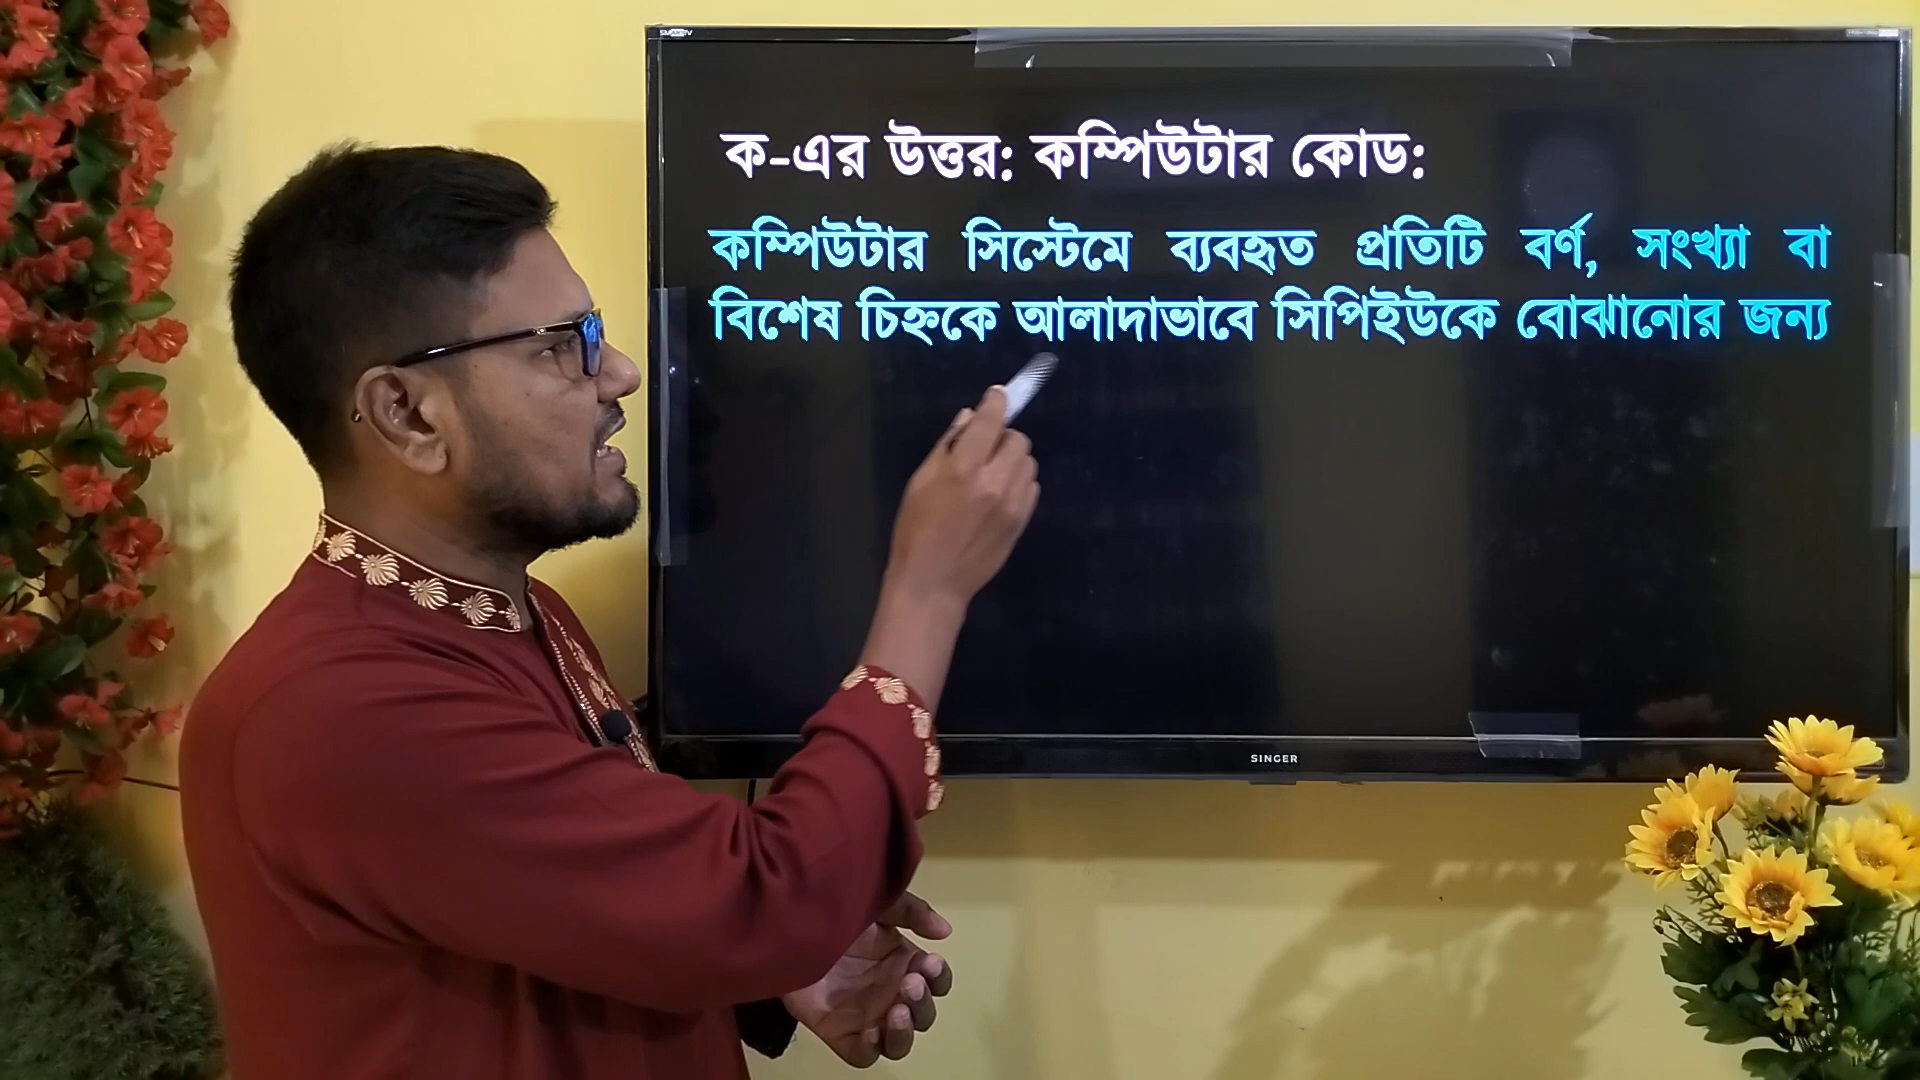 ক-এর উত্তর: কম্পিউটার কোড:
কম্পিউটার সিস্টেমে ব্যবহৃত প্রতিটি বর্ণ, সংখ্যা বা
বিশেষ চিহ্নকে আলাদাভাবে সিপিইউকে বোঝানোর জন্য
SINGER